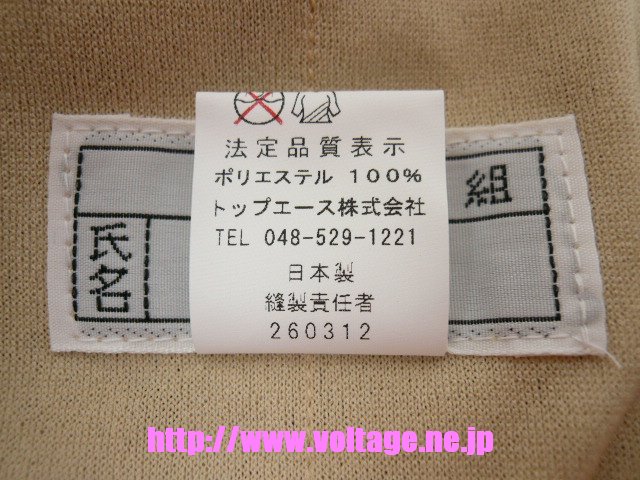 法定品質表示
ポリエステル 100%
トップエース株式会社
TEL 048-529-1221
日本製
縫製責任者
260312
組
氏名
http://www.voltage.ne.jp